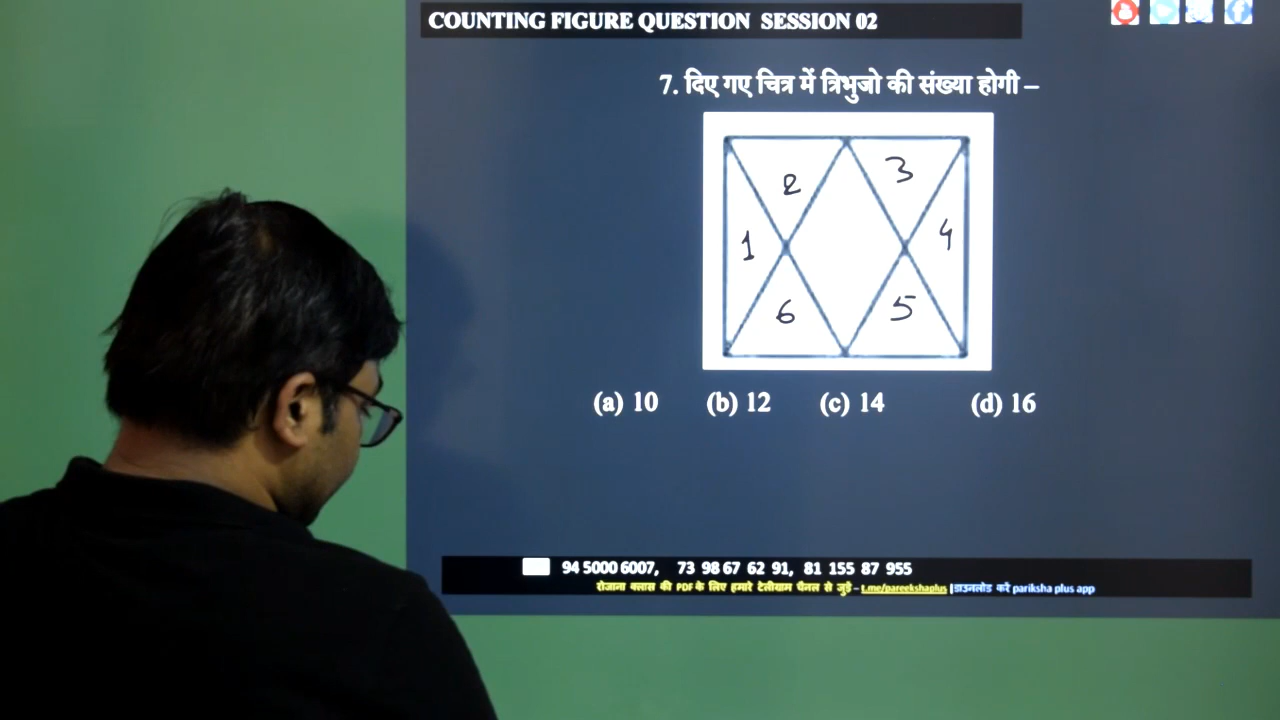 COUNTING FIGURE QUESTION SESSION 02
7. दिए गए चित्र में त्रिभुजो की संख्या होगी –
2
3
1
4
6
5
(a) 10 (b) 12 (c) 14 (d) 16
94 5000 6007, 73 98 67 62 91, 81 155 87 955
रोजाना क्लास की PDF के लिए हमारे टेलीग्राम चैनल से जुड़े – t.me/pareekshaplus |डाउनलोड करे pariksha plus app